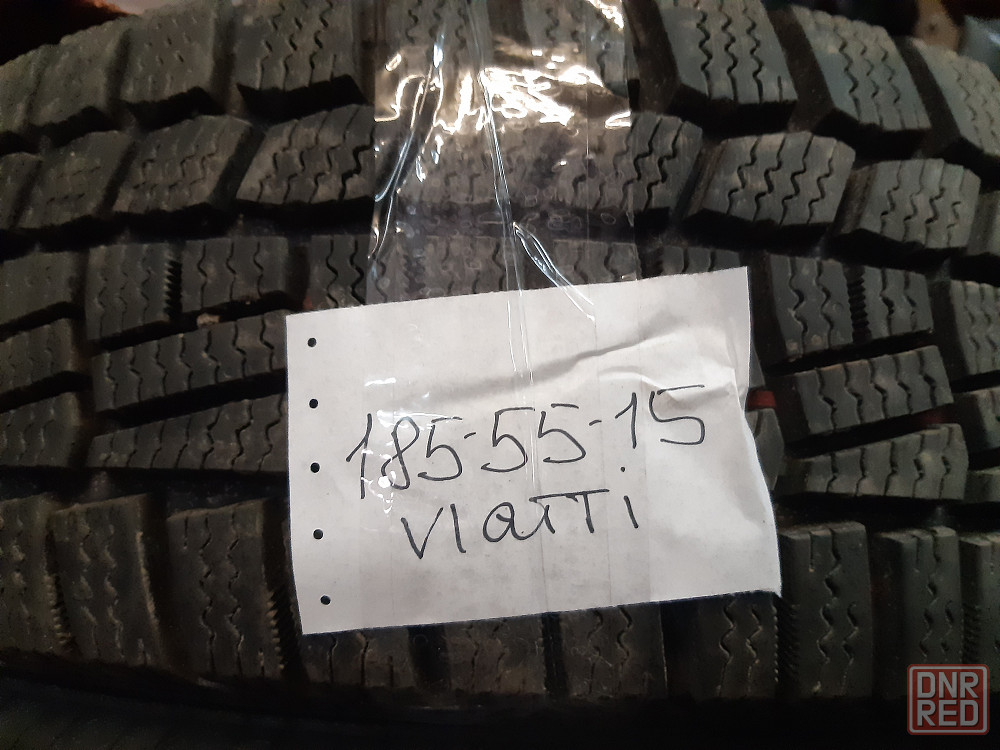 185-55-15
VIaTTi
DNR
RED